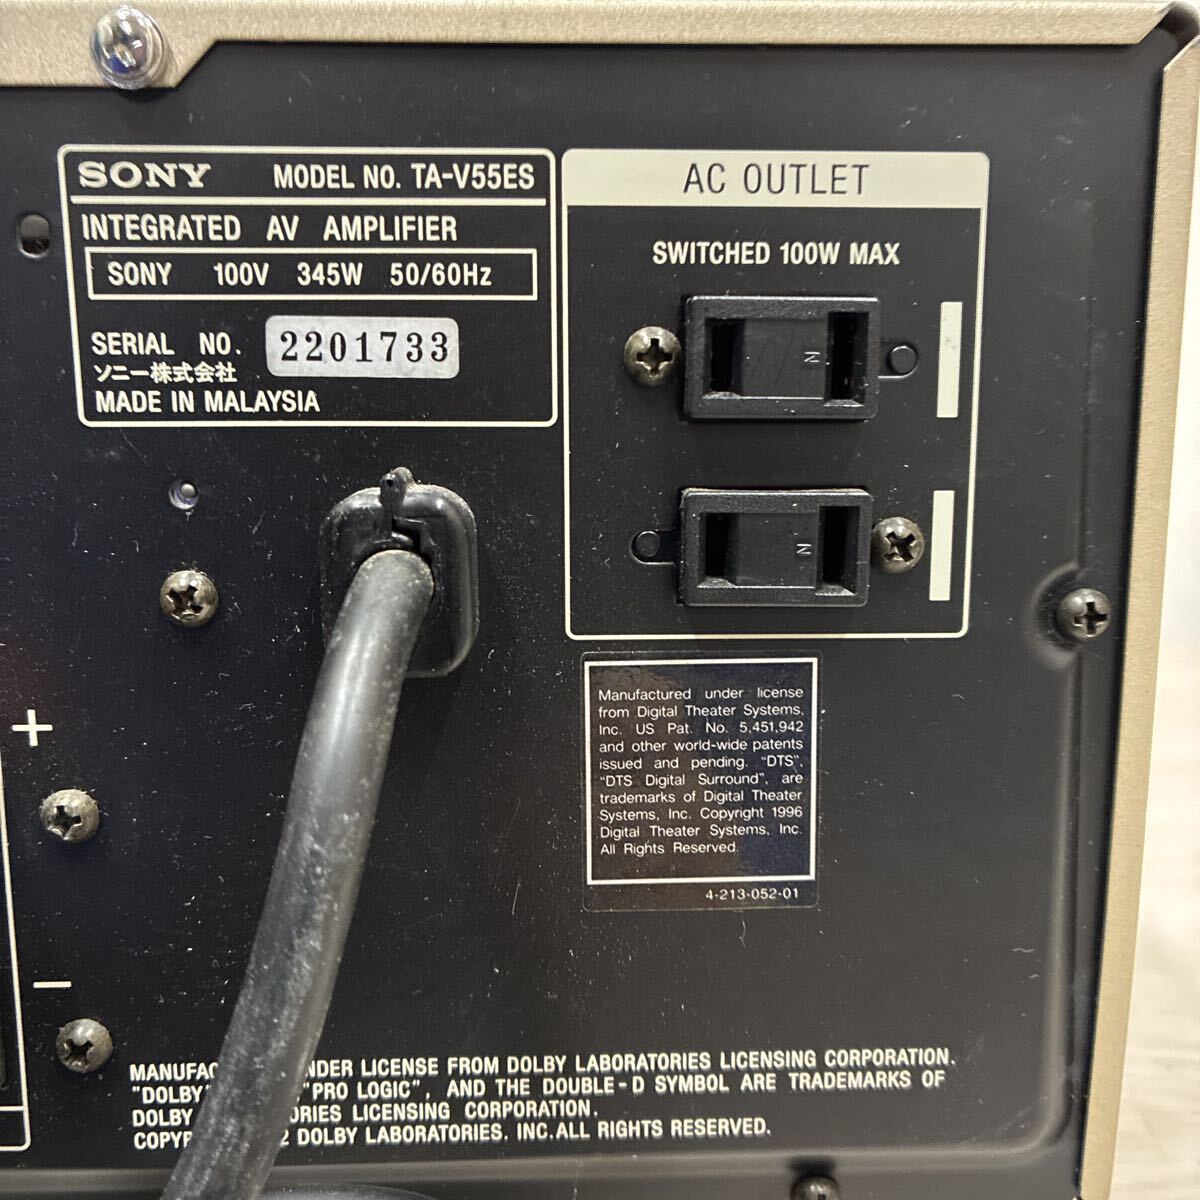 SONY MODEL NO. TA-V55ES
INTEGRATED AV AMPLIFIER
SONY 100V 345W 50/60Hz
SERIAL NO. 2201733
ソニー株式会社
MADE IN MALAYSIA
AC OUTLET
SWITCHED 100W MAX
N
N
+
−
Manufactured under license
from Digital Theater Systems,
Inc. US Pat. No. 5,451,942
and other world-wide patents
issued and pending. "DTS",
"DTS Digital Surround", are
trademarks of Digital Theater
Systems, Inc. Copyright 1996
Digital Theater Systems, Inc.
All Rights Reserved.
4-213-052-01
LICENSE FROM DOLBY LABORATORIES LICENSING CORPORATION.
"DOLBY "PRO LOGIC", AND THE DOUBLE-D SYMBOL ARE TRADEMARKS OF
DOLBY LICENSING CORPORATION.
DOLBY LABORATORIES. INC.ALL RIGHTS RESERVED.